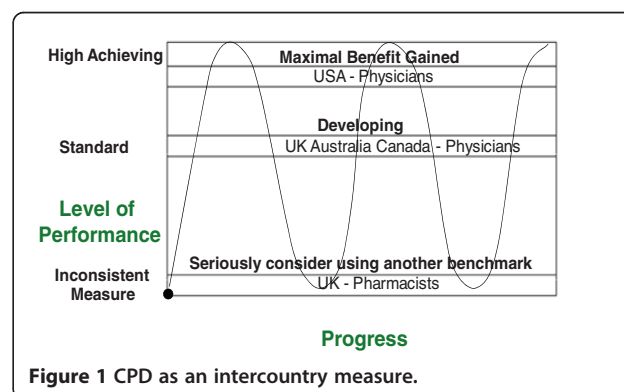 High Achieving
Maximal Benefit Gained
USA - Physicians
Developing
Standard
UK Australia Canada - Physicians
Level of
Performance
Seriously consider using another benchmark
Inconsistent
Measure
UK - Pharmacists
Progress
Figure 1 CPD as an intercountry measure.